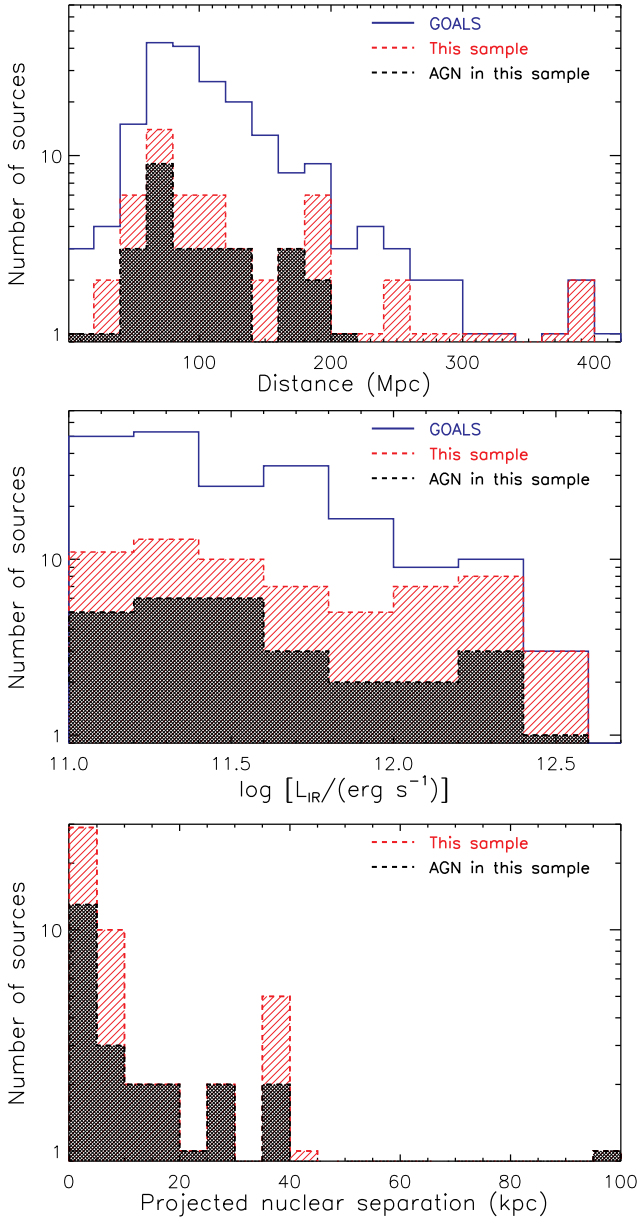 GOALS
This sample
AGN in this sample
Number of sources
10
1
100
200
300
400
Distance (Mpc)
GOALS
This sample
AGN in this sample
Number of sources
10
1
11.0
11.5
12.0
12.5
log [L_IR/(erg s⁻¹)]
This sample
AGN in this sample
Number of sources
10
1
0
20
40
60
80
100
Projected nuclear separation (kpc)